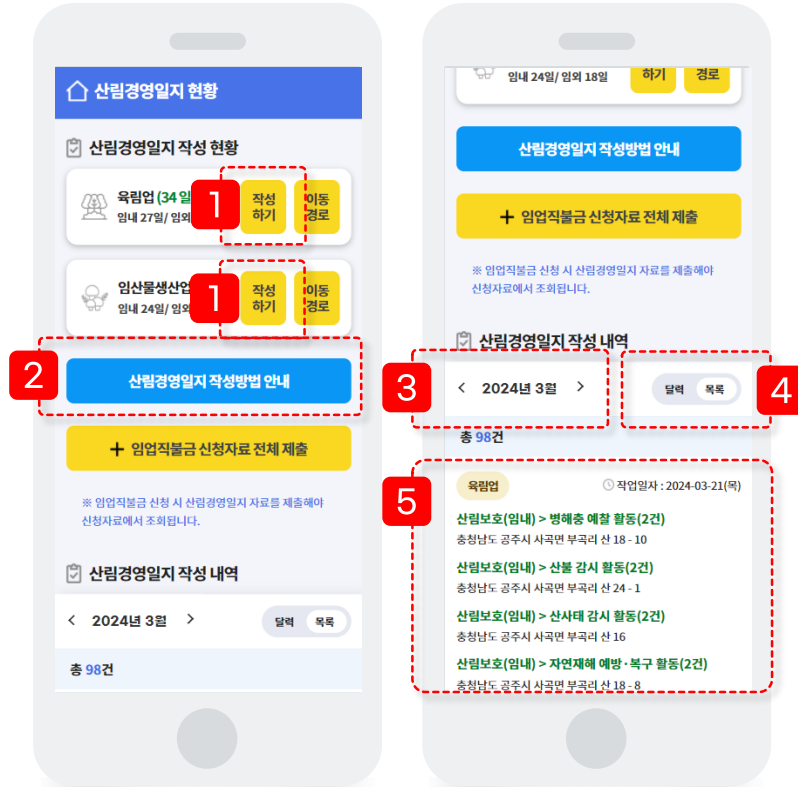 산림경영일지 현황
산림경영일지 작성 현황
육림업 (34일
임내 27일/ 임외
1
작성
하기
이동
경로
임산물생산업
임내 24일/ 임외
1
작성
하기
이동
경로
2
산림경영일지 작성방법 안내
+ 임업직불금 신청자료 전체 제출
※ 임업직불금 신청 시 산림경영일지 자료를 제출해야
신청자료에서 조회됩니다.
산림경영일지 작성 내역
< 2024년 3월 >
달력 목록
총 98건
임내 24일/ 임외 18일
하기
경로
산림경영일지 작성방법 안내
+ 임업직불금 신청자료 전체 제출
※ 임업직불금 신청 시 산림경영일지 자료를 제출해야
신청자료에서 조회됩니다.
산림경영일지 작성 내역
3
< 2024년 3월 >
달력 목록
4
총 98건
5
육림업
작업일자 : 2024-03-21(목)
산림보호(임내) > 병해충 예찰 활동(2건)
충청남도 공주시 사곡면 부곡리 산 18 - 10
산림보호(임내) > 산불 감시 활동(2건)
충청남도 공주시 사곡면 부곡리 산 24 - 1
산림보호(임내) > 산사태 감시 활동(2건)
충청남도 공주시 사곡면 부곡리 산 16
산림보호(임내) > 자연재해 예방·복구 활동(2건)
충청남도 공주시 사곡면 부곡리 산 18 - 8